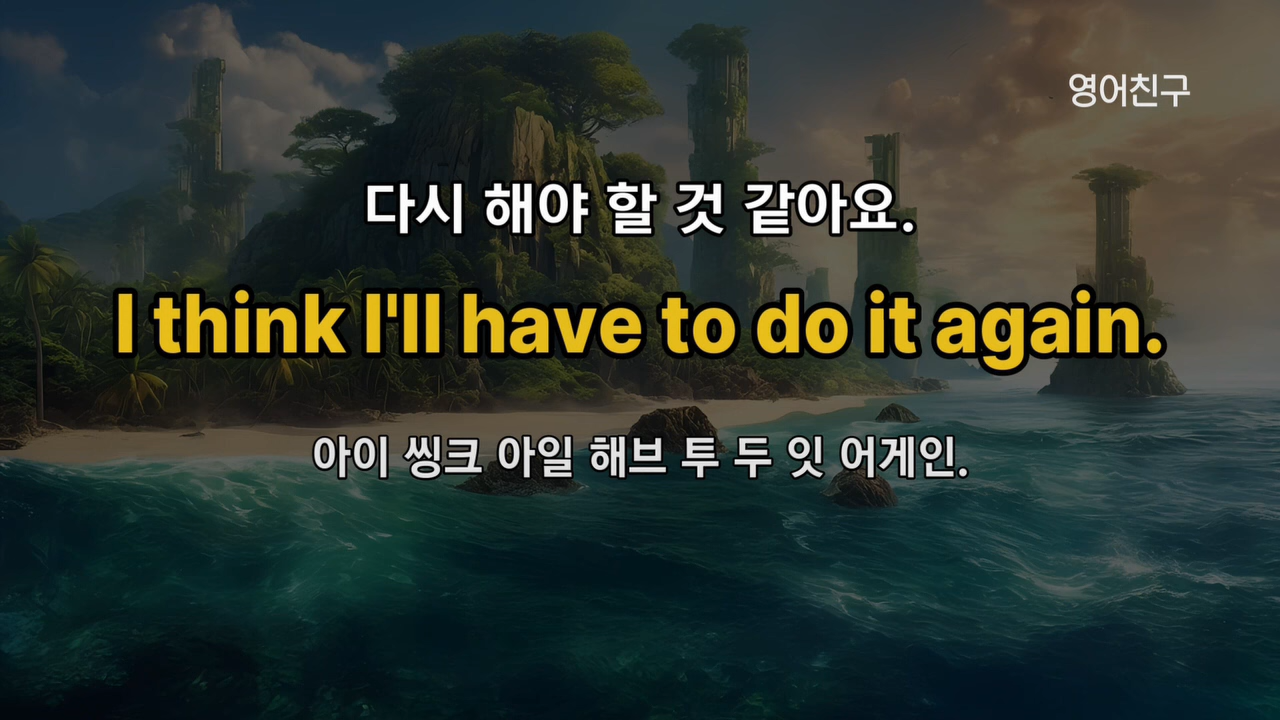 영어친구
다시 해야 할 것 같아요.
I think I'll have to do it again.
아이 씽크 아일 해브 투 두 잇 어게인.